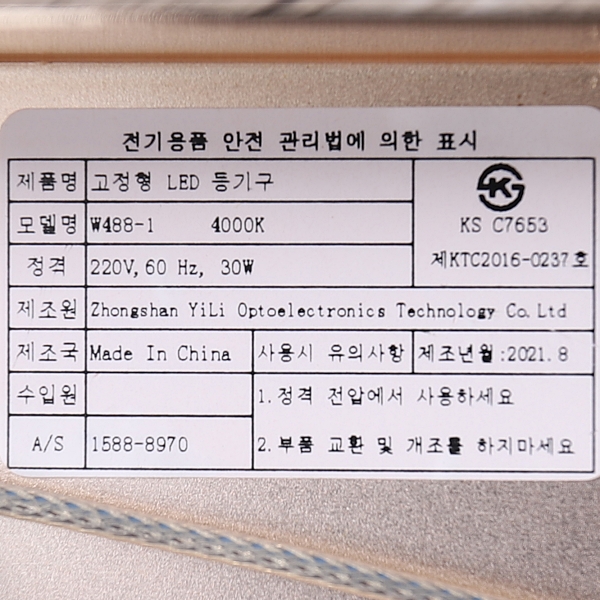 전기용품 안전 관리법에 의한 표시
제품명 고정형 LED 등기구
모델명 W488-1 4000K
KS C7653
정격 220V, 60 Hz, 30W
제KTC2016-0237호
제조원 Zhongshan YiLi Optoelectronics Technology Co. Ltd
제조국 Made In China 사용시 유의사항 제조년월:2021.8
수입원 1.정격 전압에서 사용하세요
A/S 1588-8970 2.부품 교환 및 개조를 하지마세요